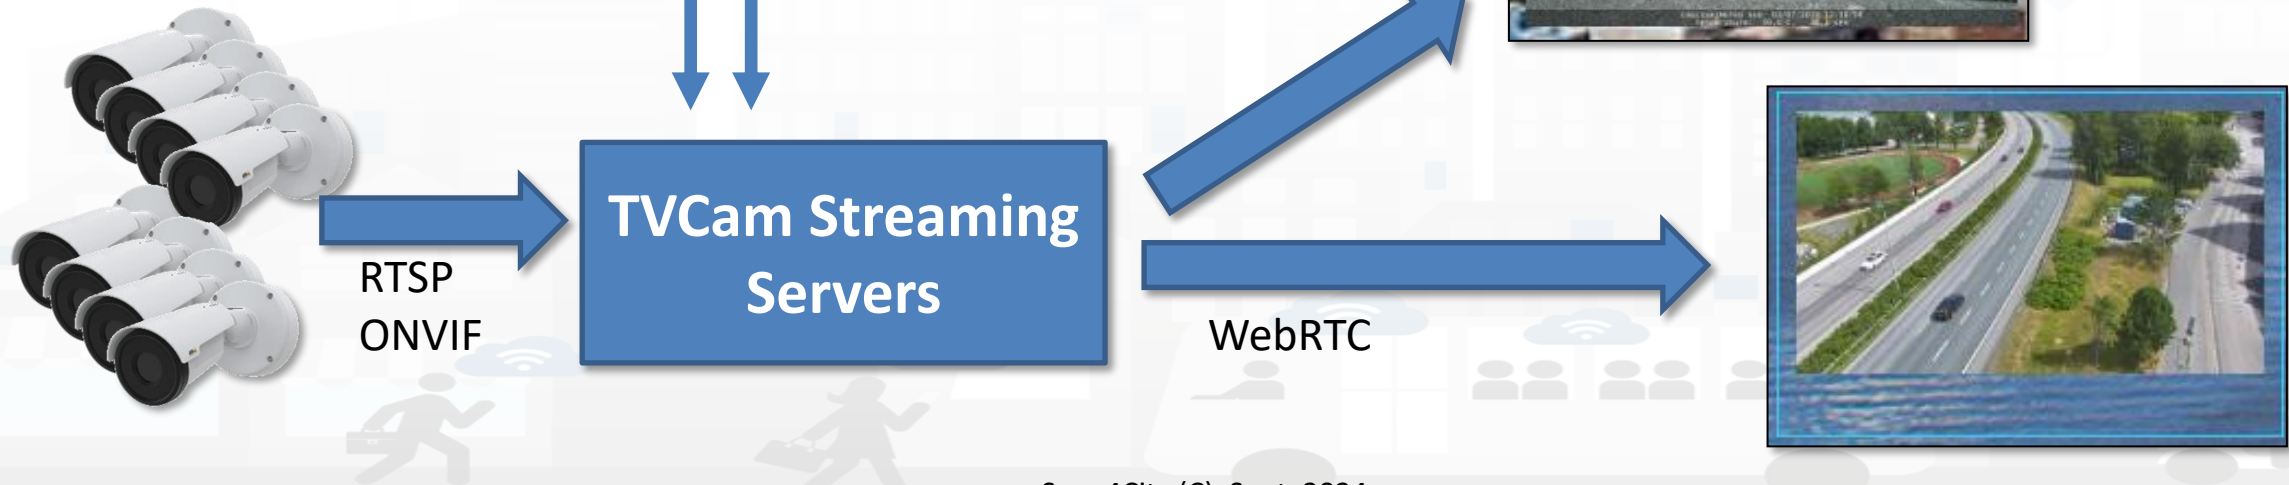 RTSP
ONVIF
TVCam Streaming
Servers
WebRTC